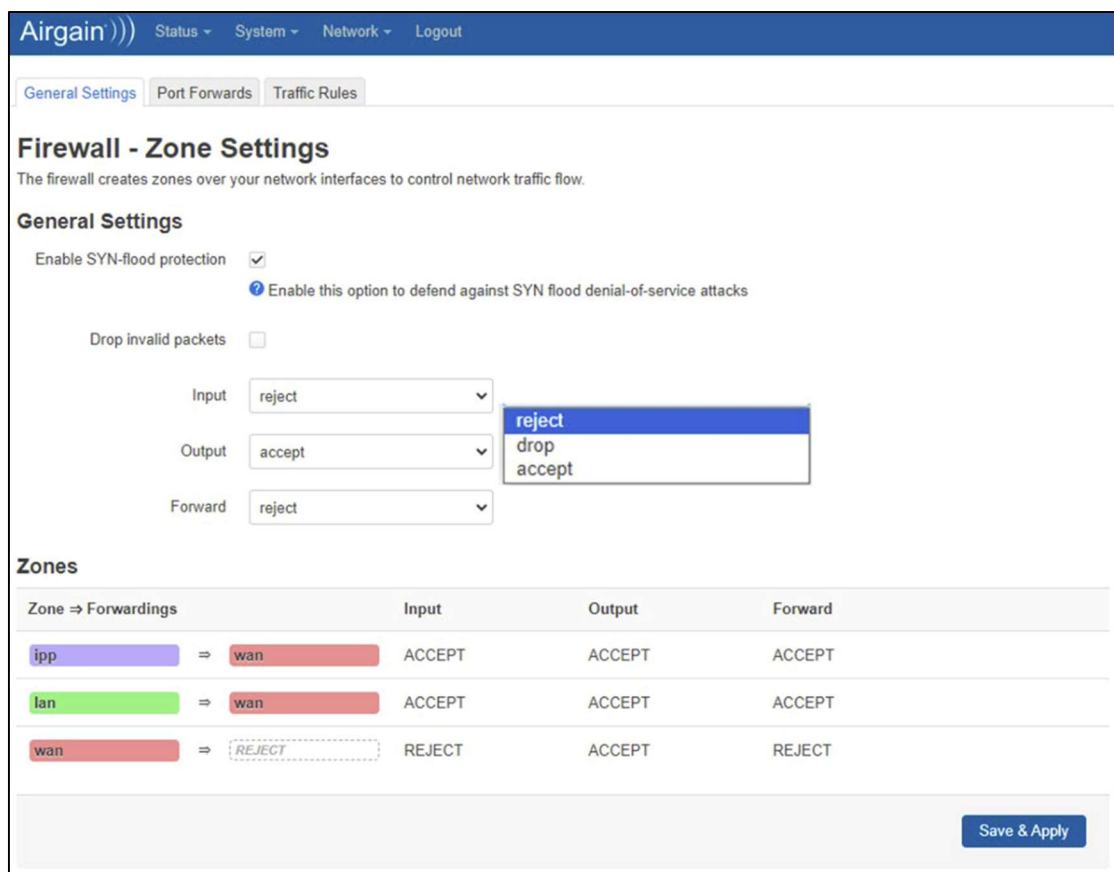 Airgain ))) Status System Network Logout
General Settings Port Forwards Traffic Rules
Firewall - Zone Settings
The firewall creates zones over your network interfaces to control network traffic flow.
General Settings
Enable SYN-flood protection
? Enable this option to defend against SYN flood denial-of-service attacks
Drop invalid packets
Input reject
reject
drop
accept
Output accept
Forward reject
Zones
Zone ⇒ Forwardings Input Output Forward
ipp ⇒ wan ACCEPT ACCEPT ACCEPT
lan ⇒ wan ACCEPT ACCEPT ACCEPT
wan ⇒ REJECT REJECT ACCEPT REJECT
Save & Apply